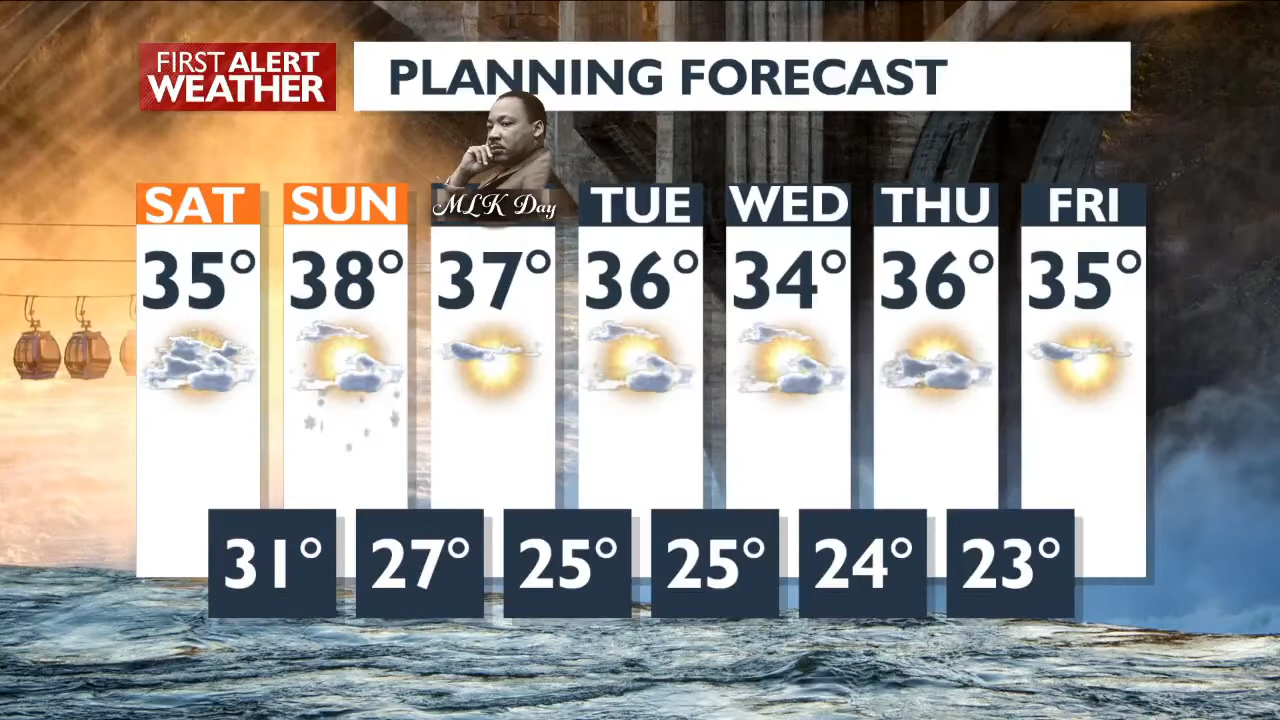 FIRST ALERT
WEATHER
PLANNING FORECAST
SAT
SUN
MLK Day
TUE
WED
THU
FRI
35°
38°
37°
36°
34°
36°
35°
31°
27°
25°
25°
24°
23°